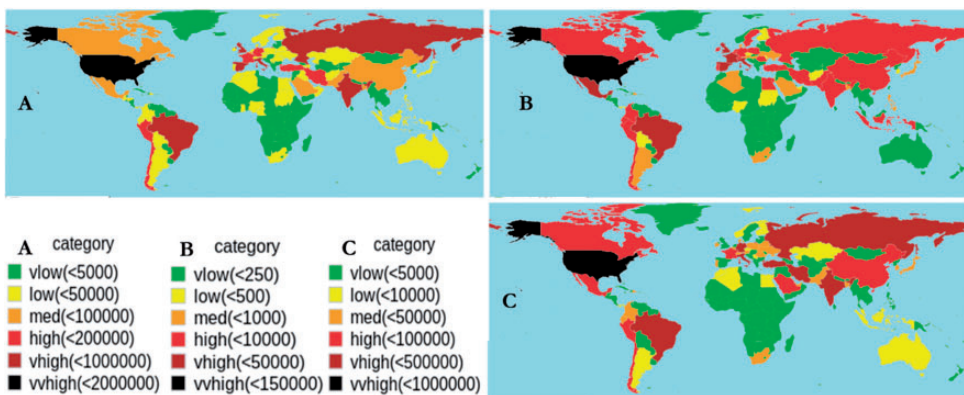 A
B
A category
vlow(<5000)
low(<50000)
med(<100000)
high(<200000)
vhigh(<1000000)
vvhigh(<2000000)
B category
vlow(<250)
low(<500)
med(<1000)
high(<10000)
vhigh(<50000)
vvhigh(<150000)
C category
vlow(<5000)
low(<10000)
med(<50000)
high(<100000)
vhigh(<500000)
vvhigh(<1000000)
C